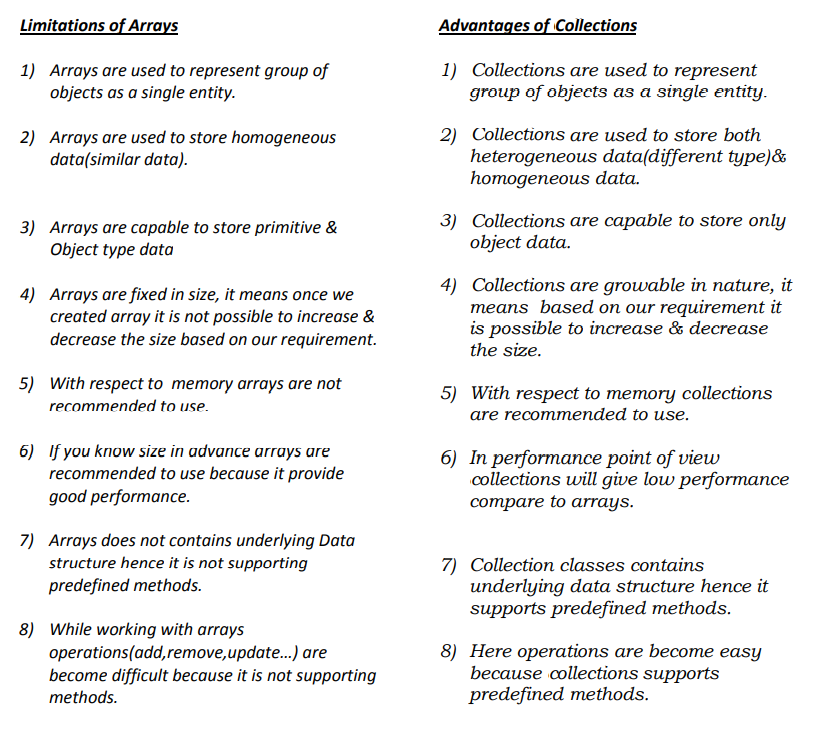 Limitations of Arrays
1) Arrays are used to represent group of
objects as a single entity.
2) Arrays are used to store homogeneous
data(similar data).
3) Arrays are capable to store primitive &
Object type data
4) Arrays are fixed in size, it means once we
created array it is not possible to increase &
decrease the size based on our requirement.
5) With respect to memory arrays are not
recommended to use.
6) If you know size in advance arrays are
recommended to use because it provide
good performance.
7) Arrays does not contains underlying Data
structure hence it is not supporting
predefined methods.
8) While working with arrays
operations(add,remove,update...) are
become difficult because it is not supporting
methods.
Advantages of Collections
1) Collections are used to represent
group of objects as a single entity.
2) Collections are used to store both
heterogeneous data(different type)&
homogeneous data.
3) Collections are capable to store only
object data.
4) Collections are growable in nature, it
means based on our requirement it
is possible to increase & decrease
the size.
5) With respect to memory collections
are recommended to use.
6) In performance point of view
collections will give low performance
compare to arrays.
7) Collection classes contains
underlying data structure hence it
supports predefined methods.
8) Here operations are become easy
because collections supports
predefined methods.